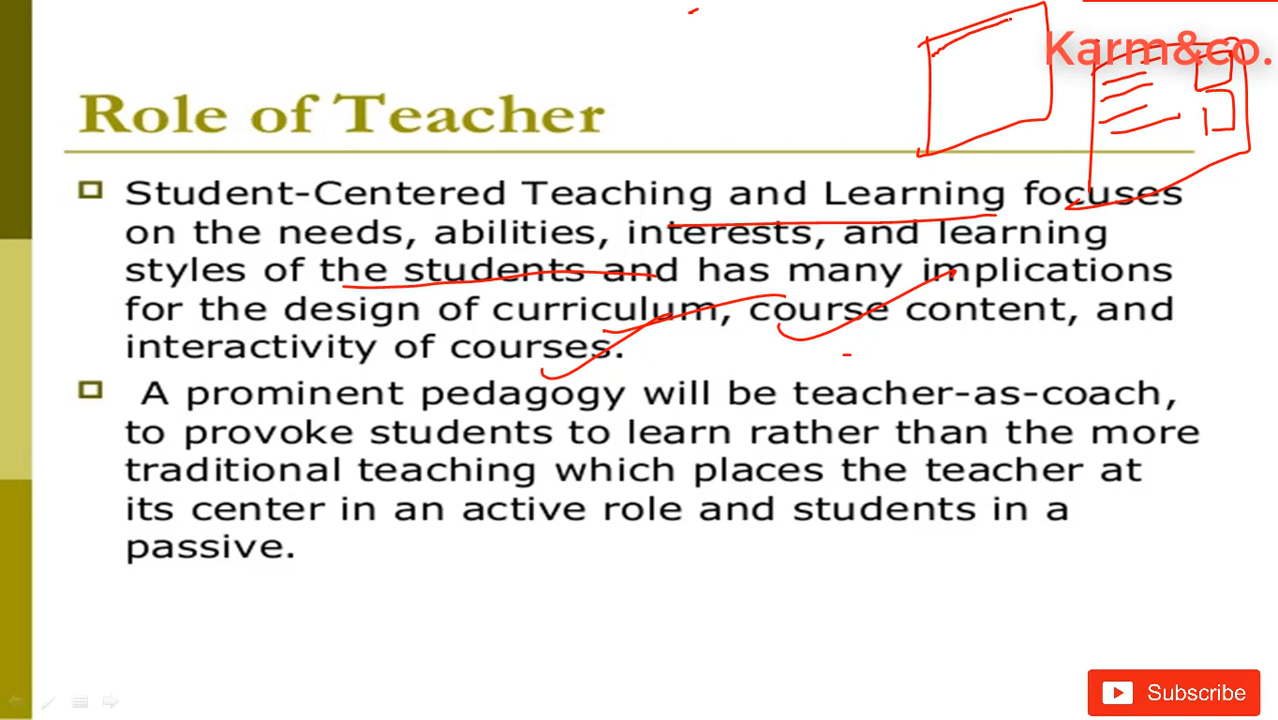 Karm&co.
Role of Teacher
Student-Centered Teaching and Learning focuses
on the needs, abilities, interests, and learning
styles of the students and has many implications
for the design of curriculum, course content, and
interactivity of courses.
A prominent pedagogy will be teacher-as-coach,
to provoke students to learn rather than the more
traditional teaching which places the teacher at
its center in an active role and students in a
passive.
Subscribe